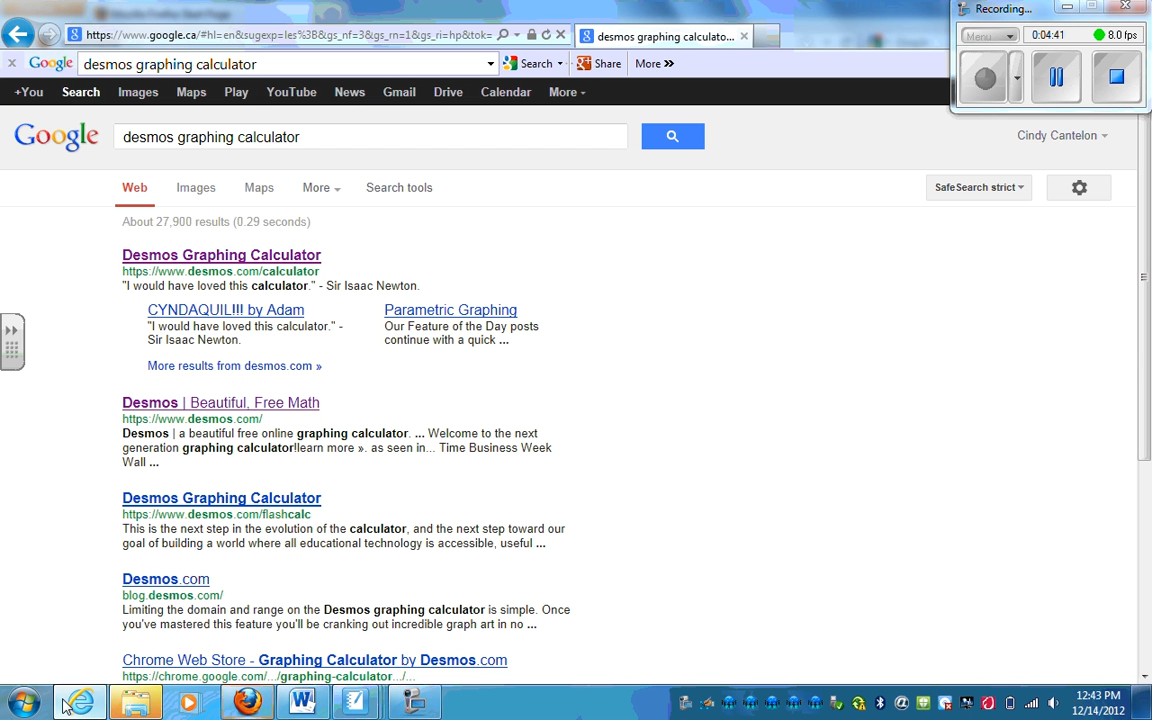 Recording...
https://www.google.ca/#hl=en&sugexp=les%3B&gs_nf=3&gs_rn=1&gs_ri=hp&tok=
desmos graphing calculato...
Menu
0:04:41
8.0 fps
Google
desmos graphing calculator
Search
Share
More »
+You
Search
Images
Maps
Play
YouTube
News
Gmail
Drive
Calendar
More
Google
desmos graphing calculator
Cindy Cantelon
Web
Images
Maps
More
Search tools
SafeSearch strict
About 27,900 results (0.29 seconds)
Desmos Graphing Calculator
https://www.desmos.com/calculator
"I would have loved this calculator." - Sir Isaac Newton.
CYNDAQUIL!!! by Adam
"I would have loved this calculator." -
Sir Isaac Newton.
Parametric Graphing
Our Feature of the Day posts
continue with a quick ...
More results from desmos.com »
Desmos | Beautiful, Free Math
https://www.desmos.com/
Desmos | a beautiful free online graphing calculator. ... Welcome to the next
generation graphing calculator!learn more ». as seen in... Time Business Week
Wall ...
Desmos Graphing Calculator
https://www.desmos.com/flashcalc
This is the next step in the evolution of the calculator, and the next step toward our
goal of building a world where all educational technology is accessible, useful ...
Desmos.com
blog.desmos.com/
Limiting the domain and range on the Desmos graphing calculator is simple. Once
you've mastered this feature you'll be cranking out incredible graph art in no ...
Chrome Web Store - Graphing Calculator by Desmos.com
https://chrome.google.com/.../graphing-calculator.../...
12:43 PM
12/14/2012